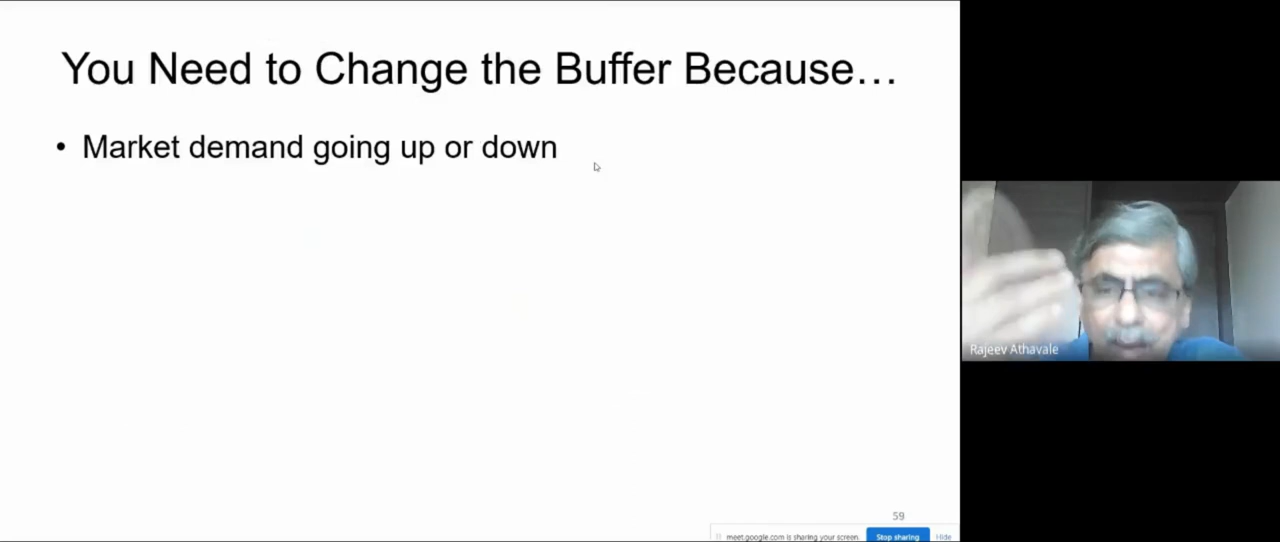 You Need to Change the Buffer Because…
• Market demand going up or down
Rajeev Athavale
59
meet.google.com is sharing your screen.
Stop sharing
Hide